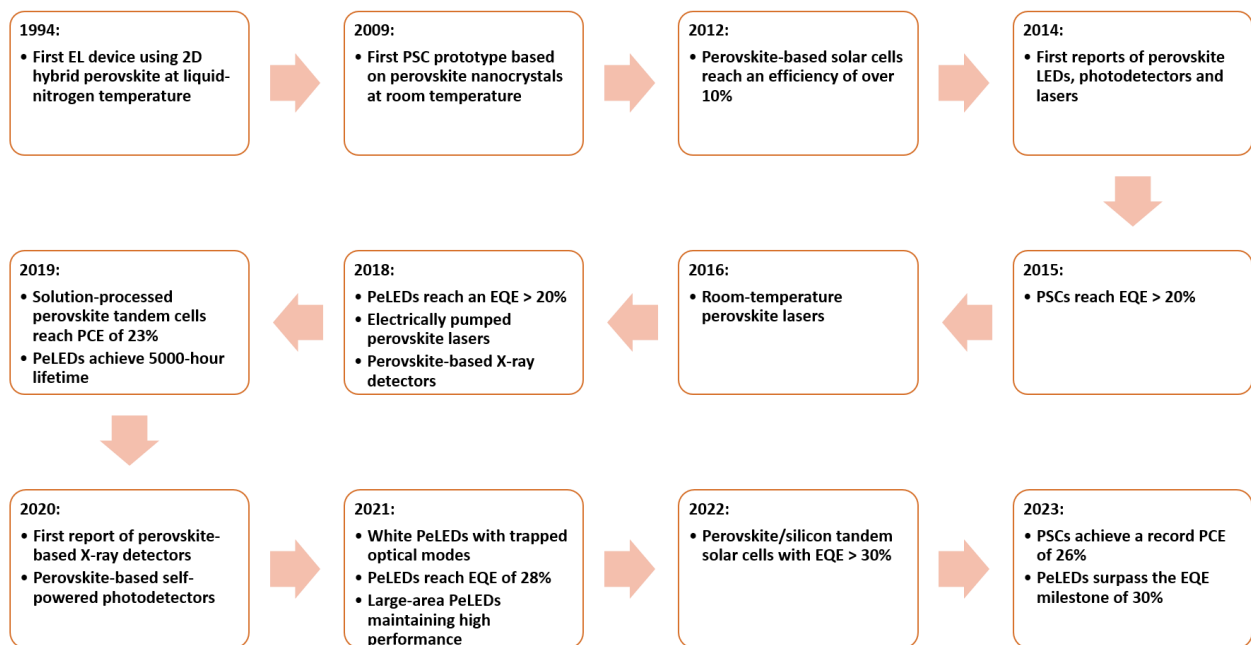 1994:
• First EL device using 2D
hybrid perovskite at liquid-
nitrogen temperature
2009:
• First PSC prototype based
on perovskite nanocrystals
at room temperature
2012:
• Perovskite-based solar cells
reach an efficiency of over
10%
2014:
• First reports of perovskite
LEDs, photodetectors and
lasers
2015:
• PSCs reach EQE > 20%
2016:
• Room-temperature
perovskite lasers
2018:
• PeLEDs reach an EQE > 20%
• Electrically pumped
perovskite lasers
• Perovskite-based X-ray
detectors
2019:
• Solution-processed
perovskite tandem cells
reach PCE of 23%
• PeLEDs achieve 5000-hour
lifetime
2020:
• First report of perovskite-
based X-ray detectors
• Perovskite-based self-
powered photodetectors
2021:
• White PeLEDs with trapped
optical modes
• PeLEDs reach EQE of 28%
• Large-area PeLEDs
maintaining high
performance
2022:
• Perovskite/silicon tandem
solar cells with EQE > 30%
2023:
• PSCs achieve a record PCE
of 26%
• PeLEDs surpass the EQE
milestone of 30%